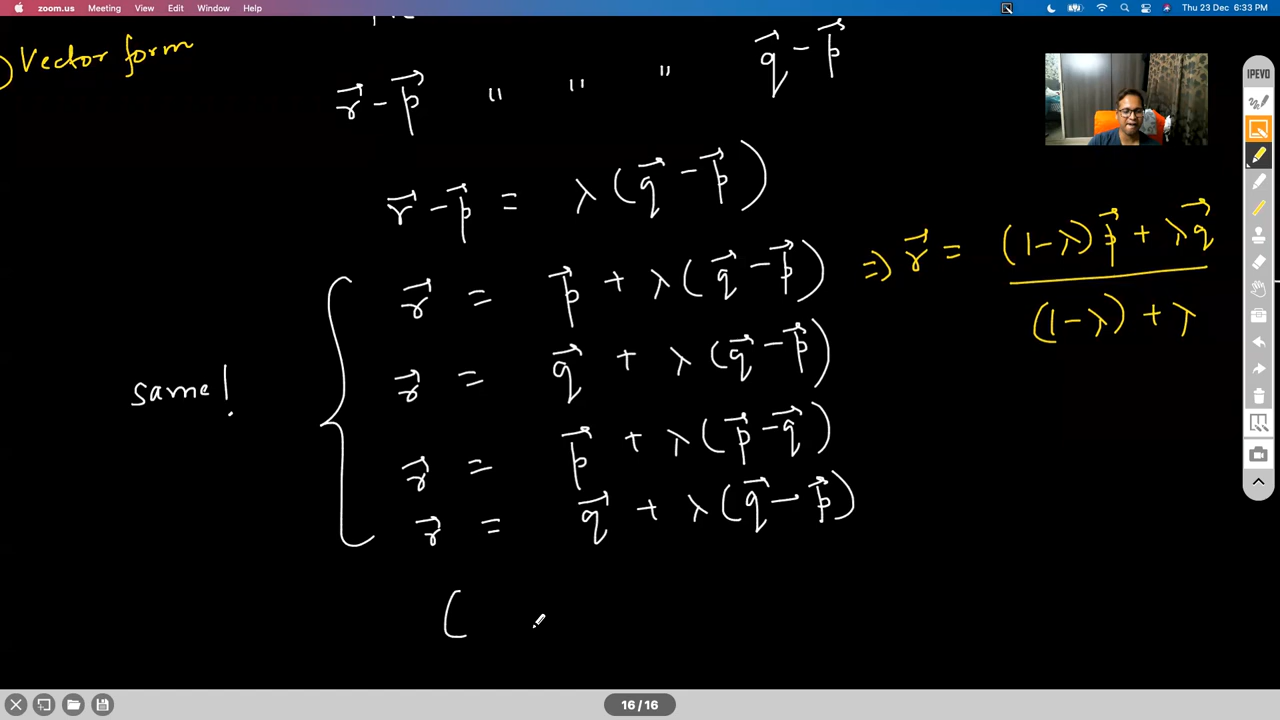 zoom.us Meeting View Edit Window Help Thu 23 Dec 6:33 PM
Vector form
r⃗ - p⃗ " " " q⃗ - p⃗
r⃗ - p⃗ = λ(q⃗ - p⃗)
r⃗ = p⃗ + λ(q⃗ - p⃗) ⇒ r⃗ = ((1-λ)p⃗ + λq⃗) / ((1-λ) + λ)
r⃗ = q⃗ + λ(q⃗ - p⃗)
same!
r⃗ = p⃗ + λ(p⃗ - q⃗)
r⃗ = q⃗ + λ(q⃗ - p⃗)
(
IPEVO
16 / 16